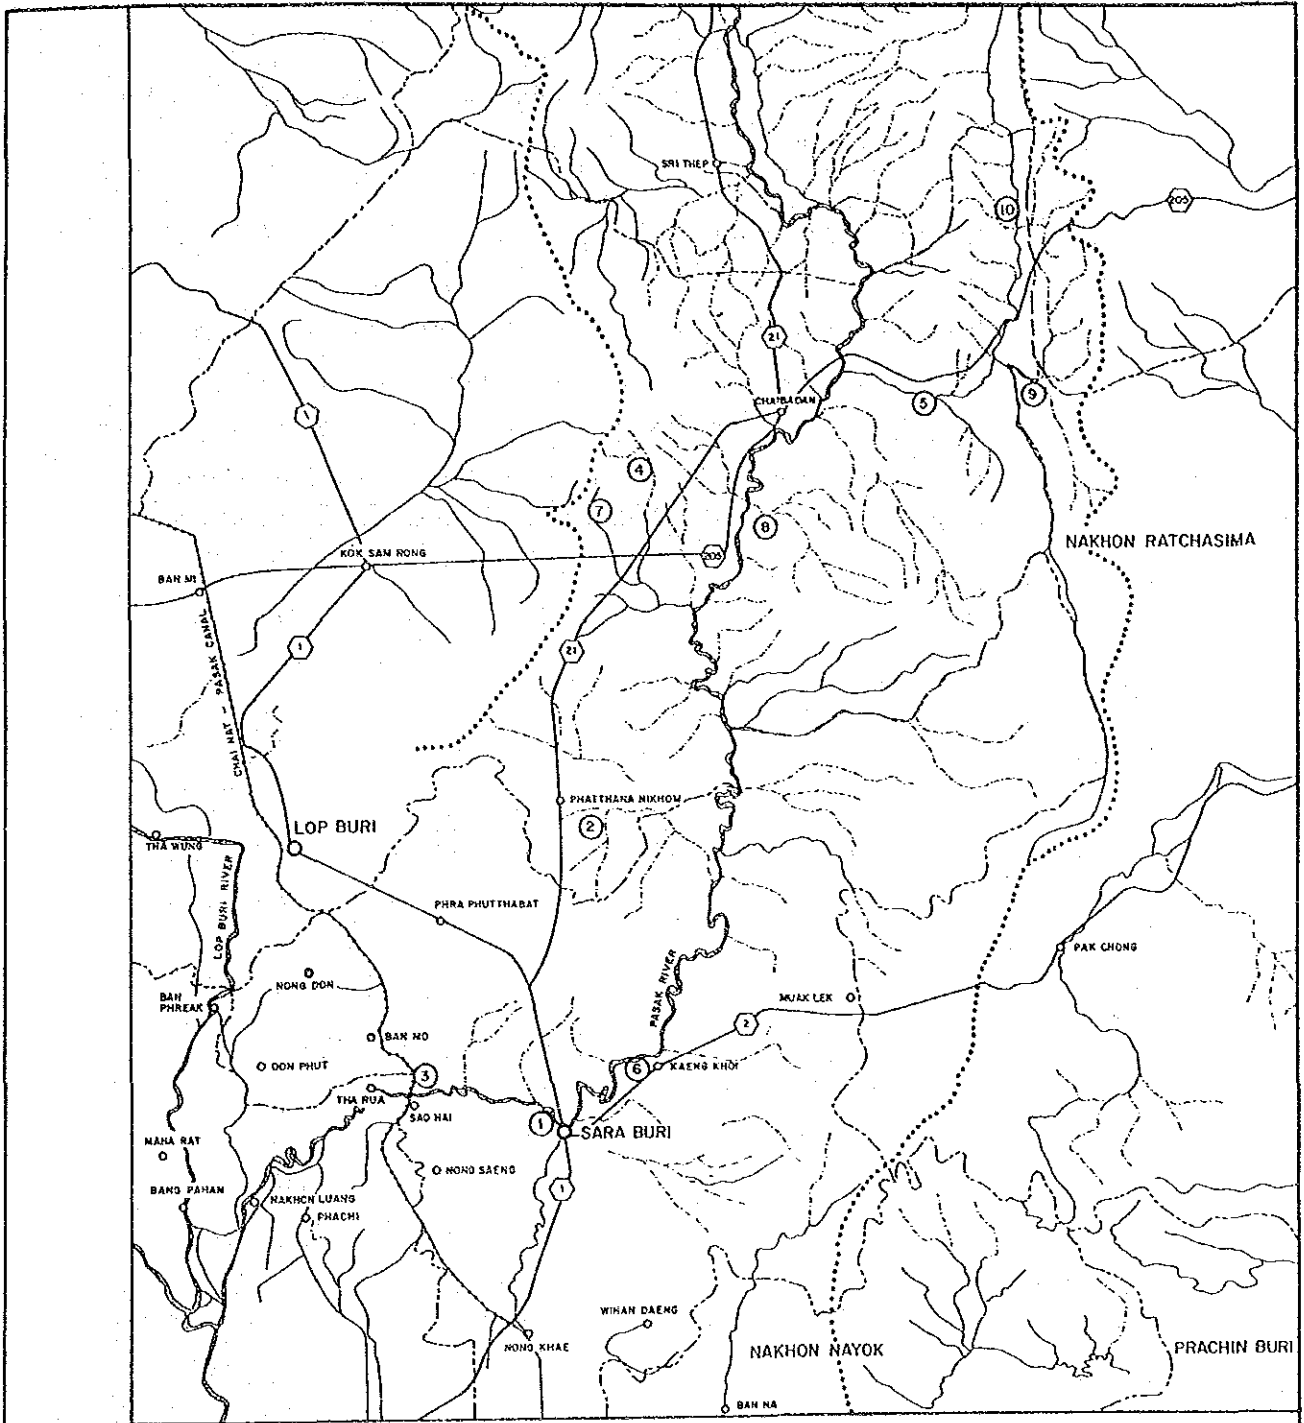 SRI THEP
10
205
21
CHAI BADAN
5
9
1
4
7
8
NAKHON RATCHASIMA
KOK SAM RONG
205
BAN MI
CHAI NAT - PASAK CANAL
1
21
PHATTHANA NIKHOM
2
LOP BURI
THA WUNG
LOP BURI RIVER
PHRA PHUTTHABAT
PAK CHONG
NONG DON
PASAK RIVER
MUAK LEK
BAN
PHREAK
2
BAN MO
DON PHUT
6
KAENG KHOI
3
THA RUA
SAO HAI
1
SARA BURI
MAHA RAT
NONG SAENG
BANG PAHAN
NAKHON LUANG
1
PHACHI
WIHAN DAENG
NONG KHAE
NAKHON NAYOK
PRACHIN BURI
BAN NA